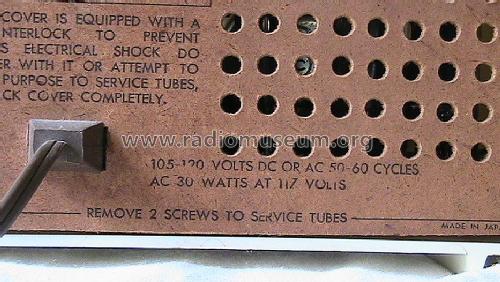 COVER IS EQUIPPED WITH A
INTERLOCK TO PREVENT
ELECTRICAL SHOCK DO
WITH IT OR ATTEMPT TO
PURPOSE TO SERVICE TUBES,
COVER COMPLETELY.
www.radiomuseum.org
105-120 VOLTS DC OR AC 50-60 CYCLES
AC 30 WATTS AT 117 VOLTS
REMOVE 2 SCREWS TO SERVICE TUBES
MADE IN JAPA